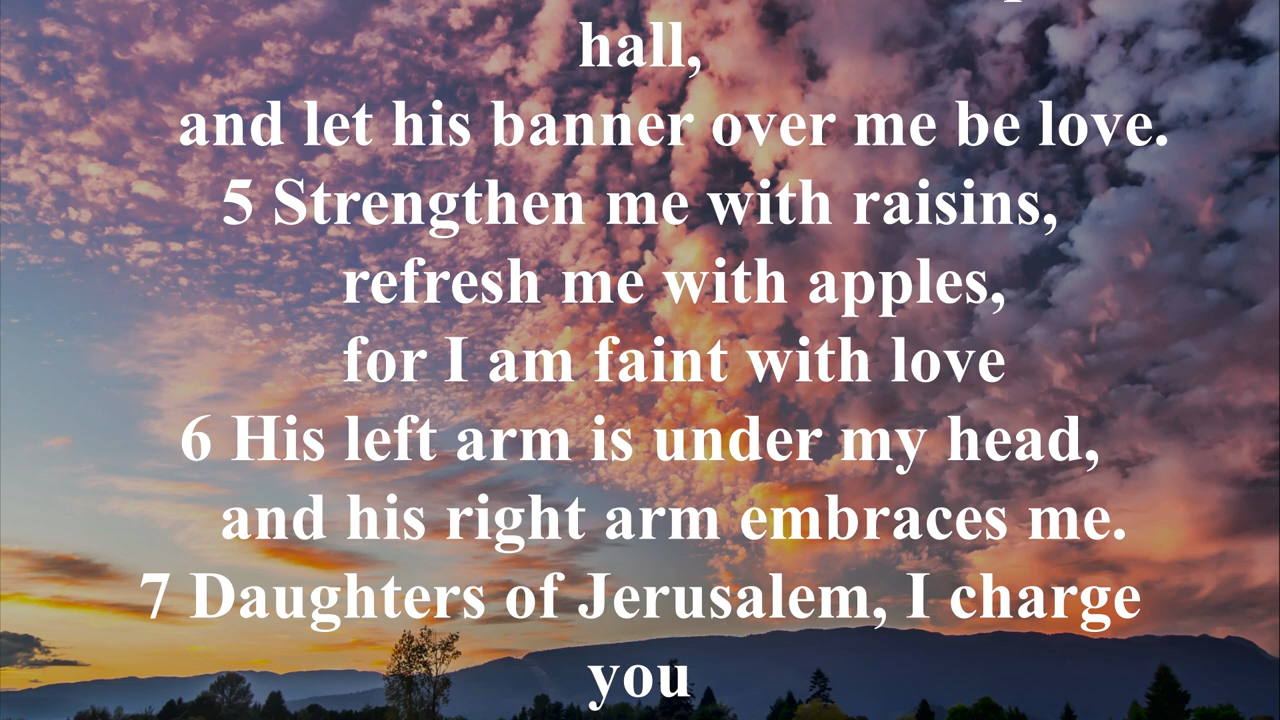 hall,
and let his banner over me be love.
5 Strengthen me with raisins,
refresh me with apples,
for I am faint with love
6 His left arm is under my head,
and his right arm embraces me.
7 Daughters of Jerusalem, I charge
you